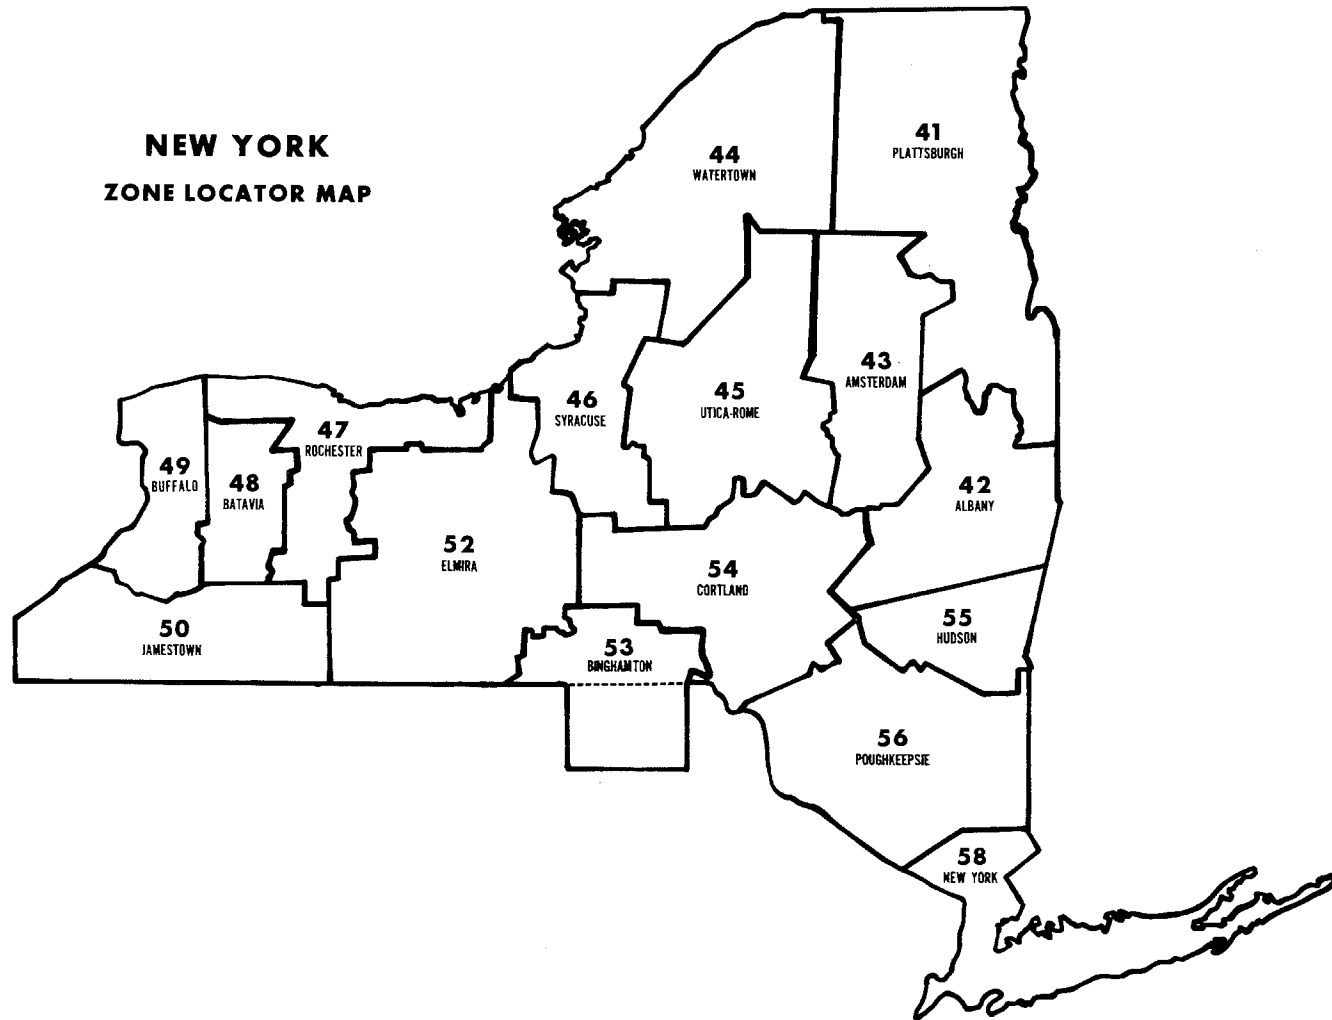 NEW YORK
ZONE LOCATOR MAP
41
PLATTSBURGH
44
WATERTOWN
43
AMSTERDAM
45
UTICA-ROME
46
SYRACUSE
47
ROCHESTER
49
BUFFALO
48
BATAVIA
42
ALBANY
52
ELMIRA
54
CORTLAND
55
HUDSON
50
JAMESTOWN
53
BINGHAMTON
56
POUGHKEEPSIE
58
NEW YORK